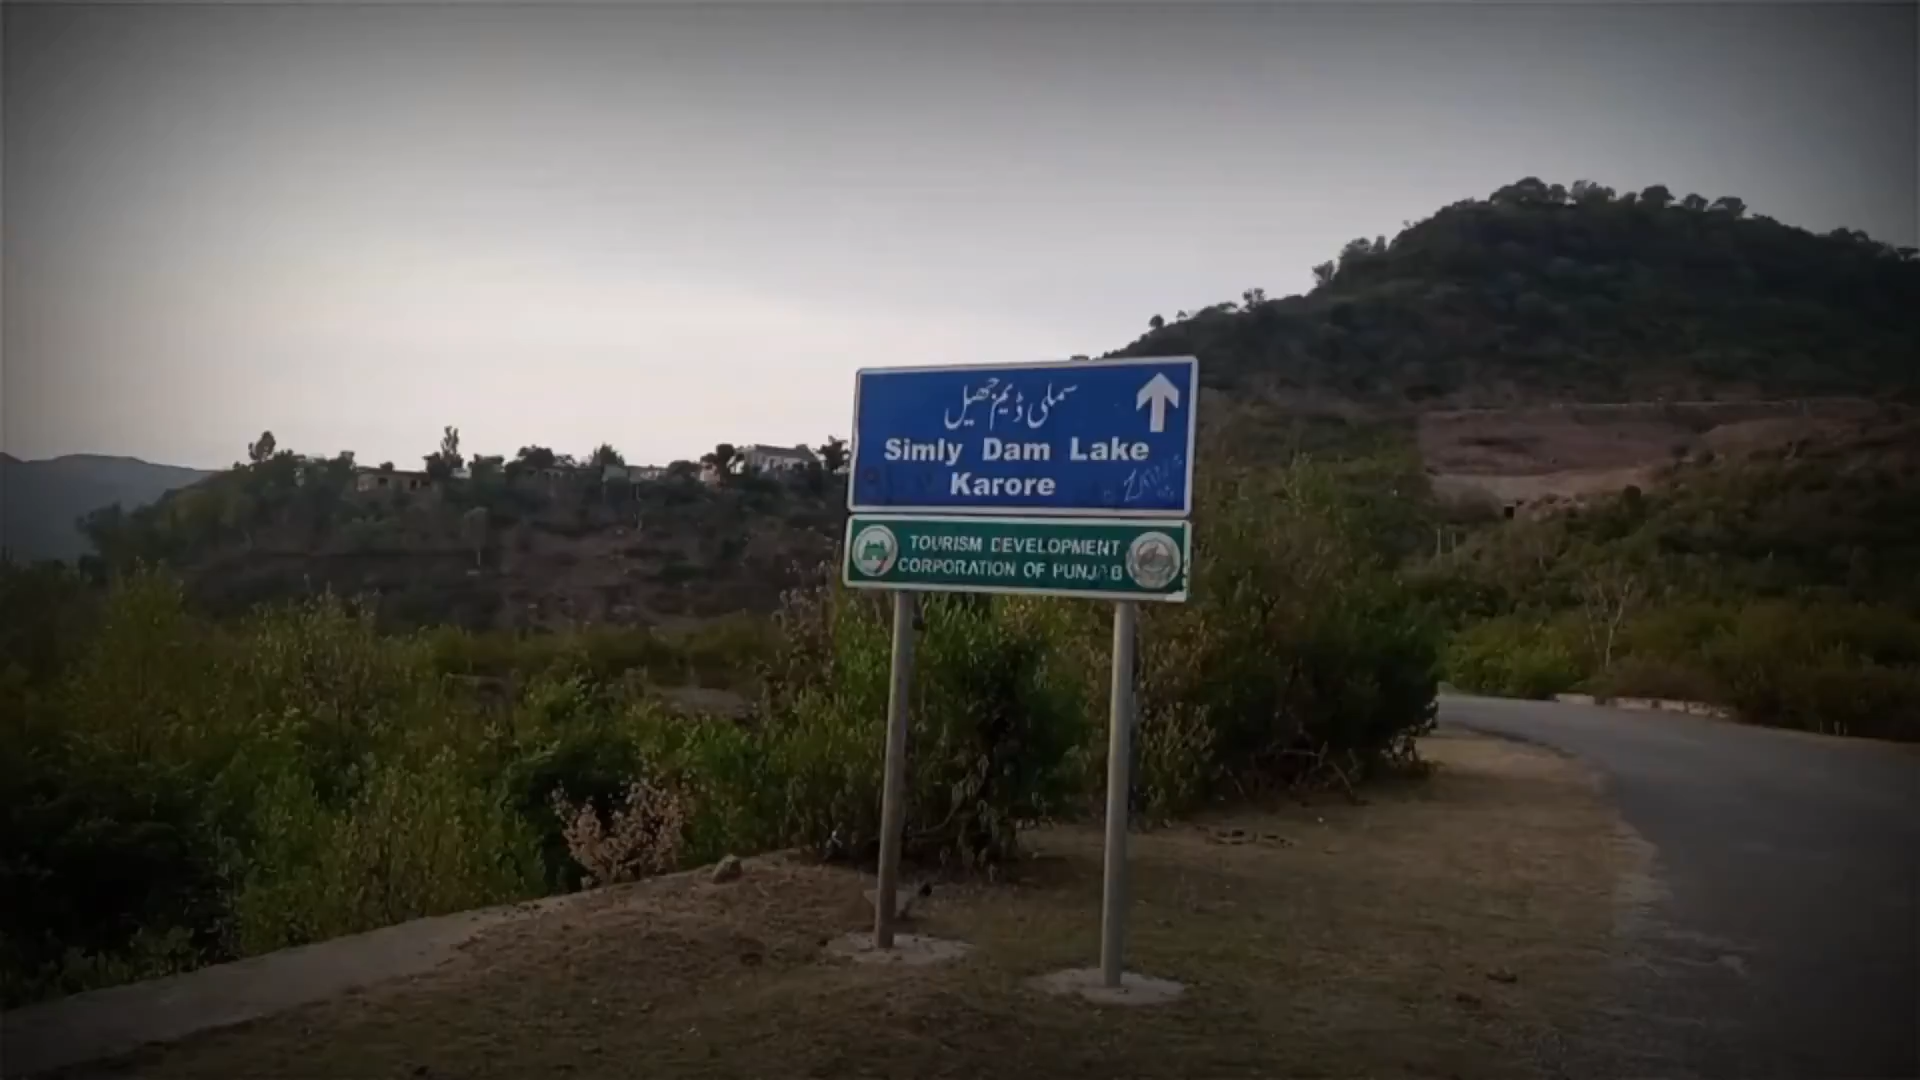 سملی ڈیم جھیل
Simly Dam Lake
Karore
TOURISM DEVELOPMENT
CORPORATION OF PUNJAB